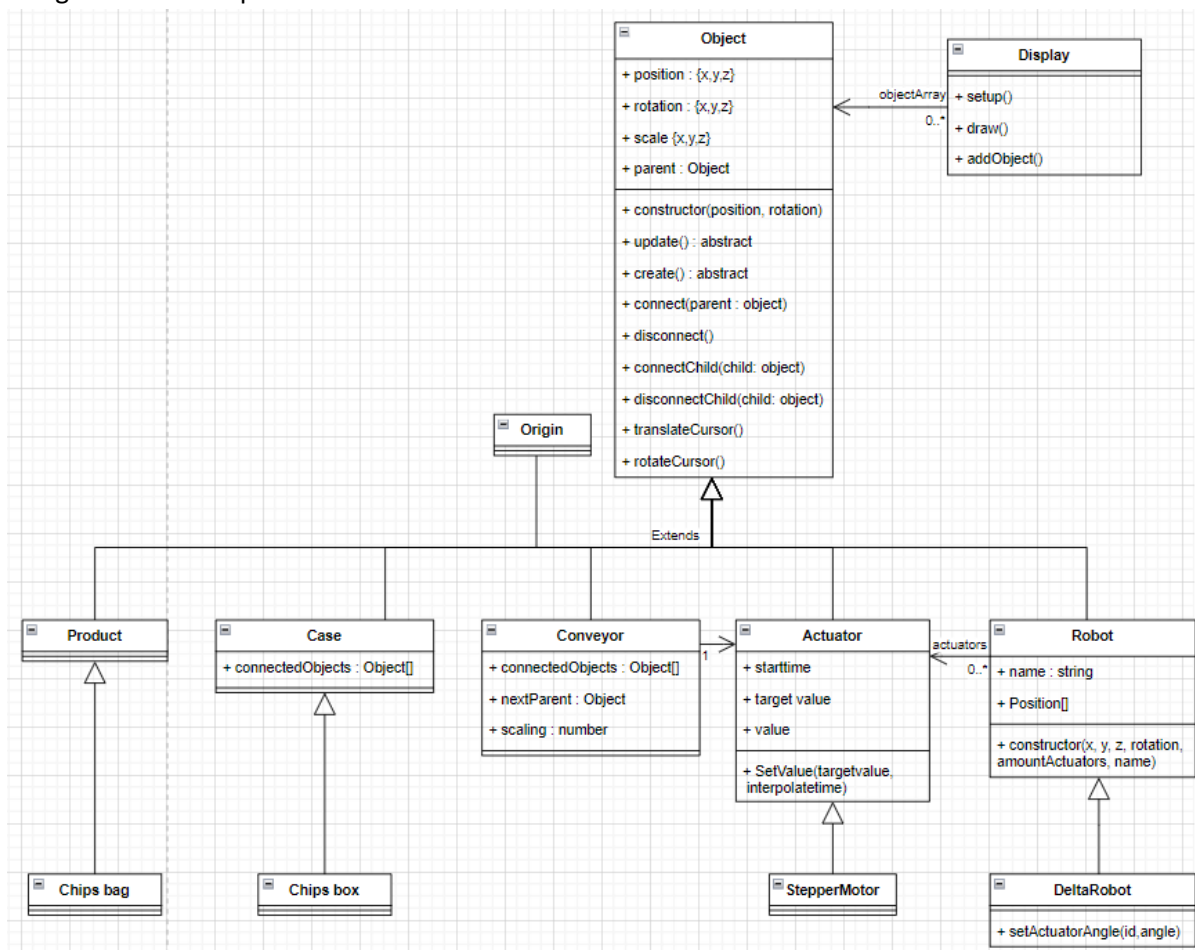 Object
+ position : {x,y,z}
+ rotation : {x,y,z}
+ scale {x,y,z}
+ parent : Object
+ constructor(position, rotation)
+ update() : abstract
+ create() : abstract
+ connect(parent : object)
+ disconnect()
+ connectChild(child: object)
+ disconnectChild(child: object)
+ translateCursor()
+ rotateCursor()
Display
+ setup()
+ draw()
+ addObject()
objectArray
0..*
Origin
Extends
Product
Case
+ connectedObjects : Object[]
Conveyor
+ connectedObjects : Object[]
+ nextParent : Object
+ scaling : number
1
Actuator
+ starttime
+ target value
+ value
+ SetValue(targetvalue,
interpolatetime)
actuators
0..*
Robot
+ name : string
+ Position[]
+ constructor(x, y, z, rotation,
amountActuators, name)
Chips bag
Chips box
StepperMotor
DeltaRobot
+ setActuatorAngle(id,angle)